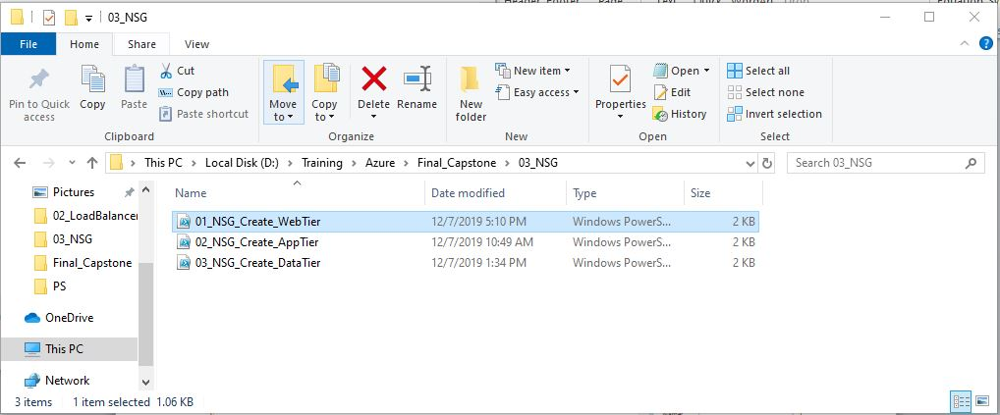 03_NSG
File Home Share View
Pin to Quick access
Copy
Paste
Cut
Copy path
Paste shortcut
Clipboard
Move to
Copy to
Delete
Rename
Organize
New folder
New item
Easy access
New
Properties
Open
Edit
History
Open
Select all
Select none
Invert selection
Select
This PC > Local Disk (D:) > Training > Azure > Final_Capstone > 03_NSG
Search 03_NSG
Pictures
02_LoadBalancer
03_NSG
Final_Capstone
PS
OneDrive
This PC
Network
Name Date modified Type Size
01_NSG_Create_WebTier 12/7/2019 5:10 PM Windows PowerS... 2 KB
02_NSG_Create_AppTier 12/7/2019 10:49 AM Windows PowerS... 2 KB
03_NSG_Create_DataTier 12/7/2019 1:34 PM Windows PowerS... 2 KB
3 items 1 item selected 1.06 KB